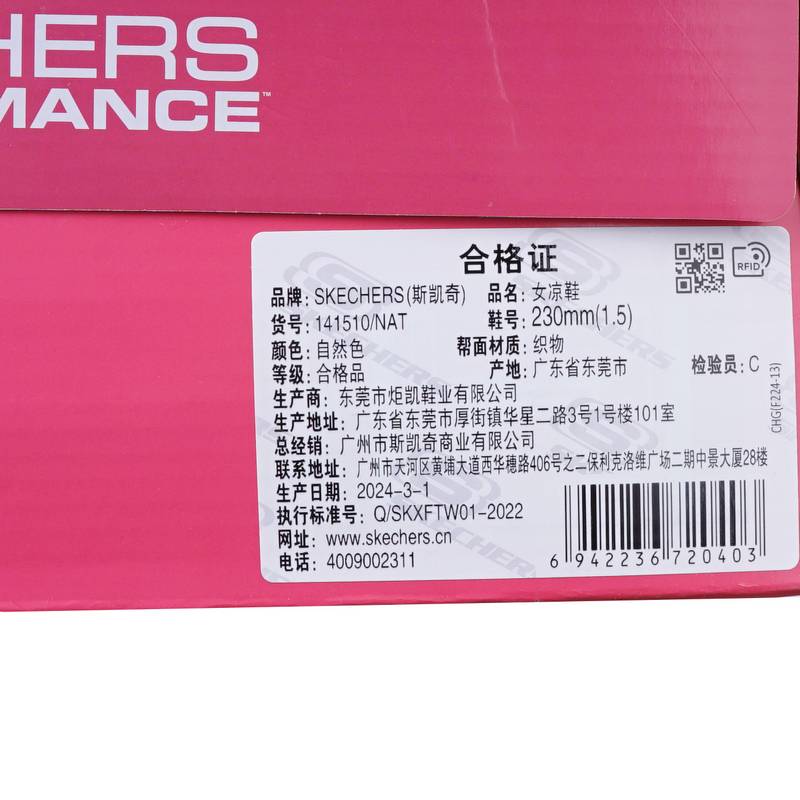 HERS
MANCE™
合格证
RFID
品牌: SKECHERS(斯凯奇) 品名: 女凉鞋
货号: 141510/NAT 鞋号: 230mm(1.5)
颜色: 自然色 帮面材质: 织物
等级: 合格品 产地: 广东省东莞市 检验员: C
生产商: 东莞市炬凯鞋业有限公司
生产地址: 广东省东莞市厚街镇华星二路3号1号楼101室
总经销: 广州市斯凯奇商业有限公司
联系地址: 广州市天河区黄埔大道西华穗路406号之二保利克洛维广场二期中景大厦28楼
生产日期: 2024-3-1
执行标准号: Q/SKXFTW01-2022
网址: www.skechers.cn
电话: 4009002311
6 942236 720403
CHG(F224-13)